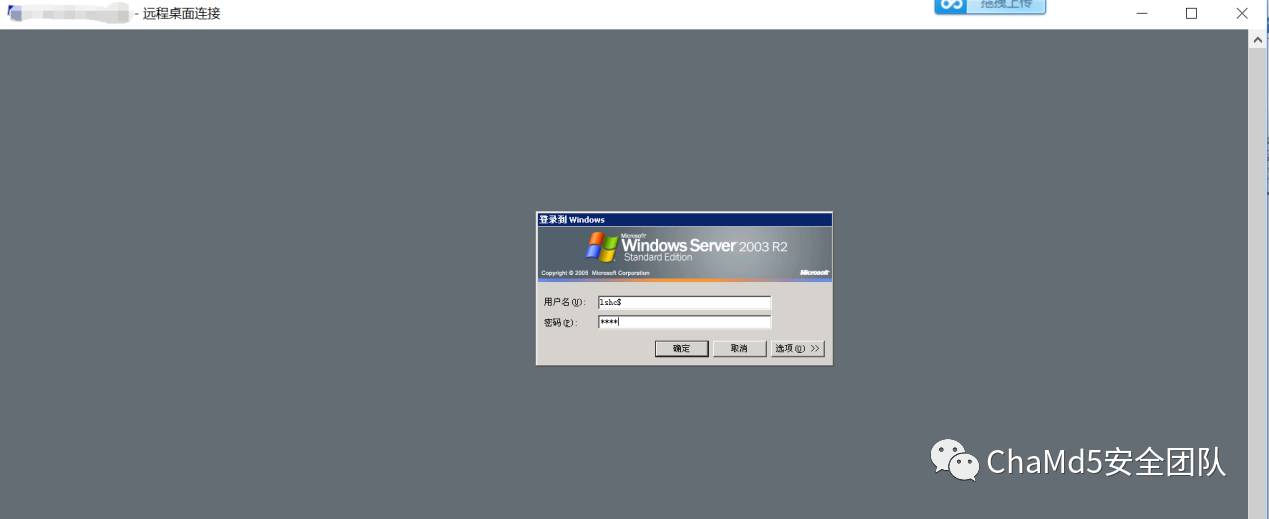 - 远程桌面连接
拖拽上传
登录到 Windows
Microsoft
Windows Server 2003 R2
Standard Edition
Copyright © 2005 Microsoft Corporation
Microsoft
用户名(U):
lshc$
密码(P):
****
确定
取消
选项(O) >>
ChaMd5安全团队